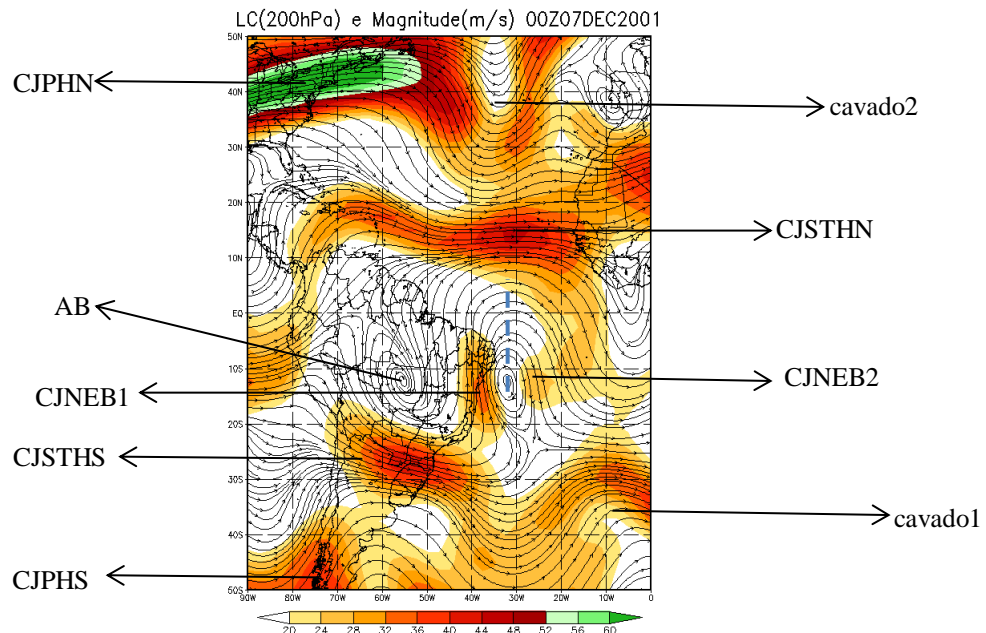 LC(200hPa) e Magnitude(m/s) 00Z07DEC2001
50N
CJPHN
40N
cavado2
30N
20N
CJSTHN
10N
AB
EQ
10S
CJNEB2
CJNEB1
20S
CJSTHS
30S
cavado1
40S
CJPHS
50S
90W 80W 70W 60W 50W 40W 30W 20W 10W 0
20 24 28 32 36 40 44 48 52 56 60